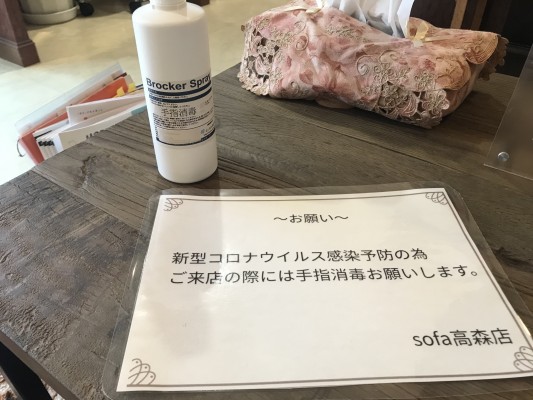 Brocker Spray
手指消毒
～お願い～
新型コロナウイルス感染予防の為
ご来店の際には手指消毒お願いします。
sofa高森店